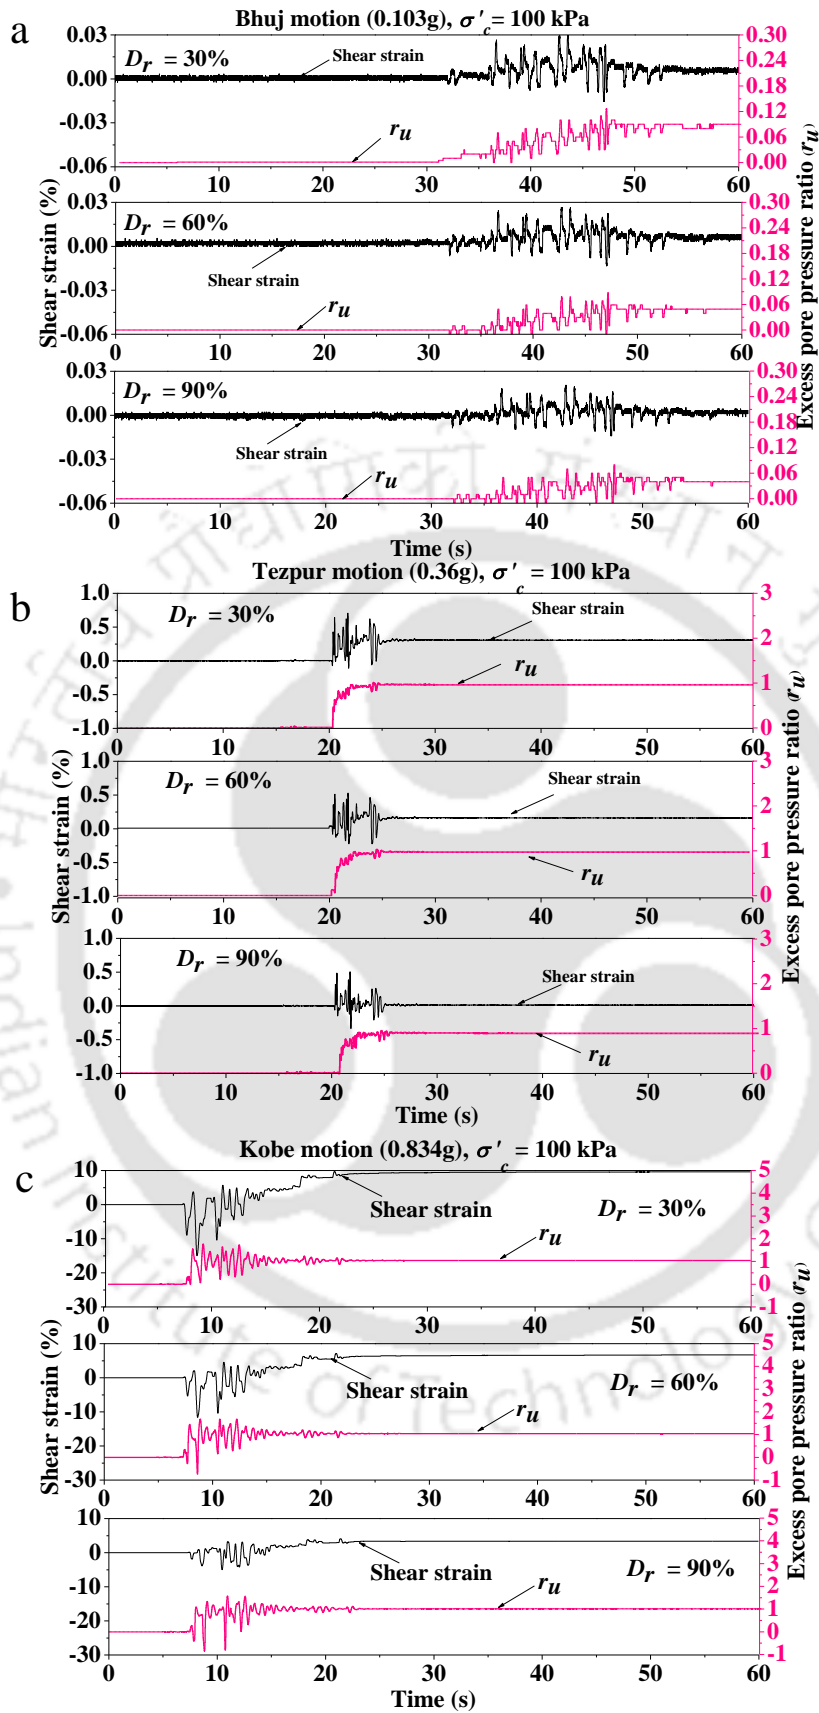 a
Bhuj motion (0.103g), σ'c = 100 kPa
Dr = 30%
Shear strain
ru
0.03
0.00
-0.03
-0.06
0.30
0.24
0.18
0.12
0.06
0.00
0 10 20 30 40 50 60
Dr = 60%
Shear strain
ru
0.03
0.00
-0.03
-0.06
0.30
0.24
0.18
0.12
0.06
0.00
0 10 20 30 40 50 60
Dr = 90%
Shear strain
ru
0.03
0.00
-0.03
-0.06
0.30
0.24
0.18
0.12
0.06
0.00
0 10 20 30 40 50 60
Shear strain (%)
Excess pore pressure ratio (ru)
Time (s)
b
Tezpur motion (0.36g), σ'c = 100 kPa
Dr = 30%
Shear strain
ru
1.0
0.5
0.0
-0.5
-1.0
3
2
1
0
0 10 20 30 40 50 60
Dr = 60%
Shear strain
ru
1.0
0.5
0.0
-0.5
-1.0
3
2
1
0
0 10 20 30 40 50 60
Dr = 90%
Shear strain
ru
1.0
0.5
0.0
-0.5
-1.0
3
2
1
0
0 10 20 30 40 50 60
Shear strain (%)
Excess pore pressure ratio (ru)
Time (s)
c
Kobe motion (0.834g), σ'c = 100 kPa
Shear strain
Dr = 30%
ru
10
0
-10
-20
-30
5
4
3
2
1
0
-1
0 10 20 30 40 50 60
Shear strain
Dr = 60%
ru
10
0
-10
-20
-30
5
4
3
2
1
0
-1
0 10 20 30 40 50 60
Shear strain
Dr = 90%
ru
10
0
-10
-20
-30
5
4
3
2
1
0
-1
0 10 20 30 40 50 60
Shear strain (%)
Excess pore pressure ratio (ru)
Time (s)
Indian Institute of Technology